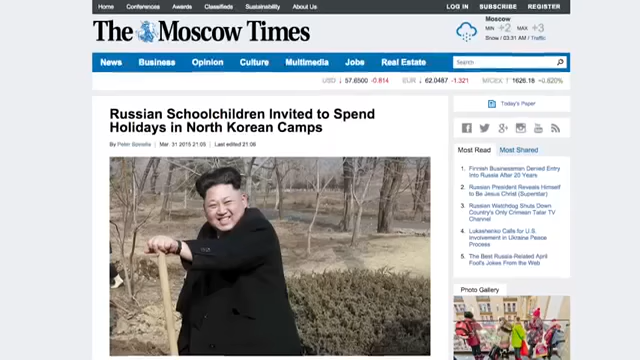 Home Conferences Awards Classifieds Sustainability About Us LOG IN SUBSCRIBE REGISTER
The Moscow Times
Moscow
MIN +2 MAX +3
Snow / 03:31 AM / Traffic
News Business Opinion Culture Multimedia Jobs Real Estate Search
USD ↓ 57.6500 -0.814 EUR ↓ 62.0487 -1.321 MICEX ↑ 1626.18 +0.620%
Russian Schoolchildren Invited to Spend
Holidays in North Korean Camps
By Peter Spinella Mar. 31 2015 21:05 Last edited 21:06
Today's Paper
Most Read Most Shared
1. Finnish Businessman Denied Entry
Into Russia After 20 Years
2. Russian President Reveals Himself
to Be Jesus Christ (Superstar)
3. Russian Watchdog Shuts Down
Country's Only Crimean Tatar TV
Channel
4. Lukashenko Calls for U.S.
Involvement in Ukraine Peace
Process
5. The Best Russia-Related April
Fool's Jokes From the Web
Photo Gallery